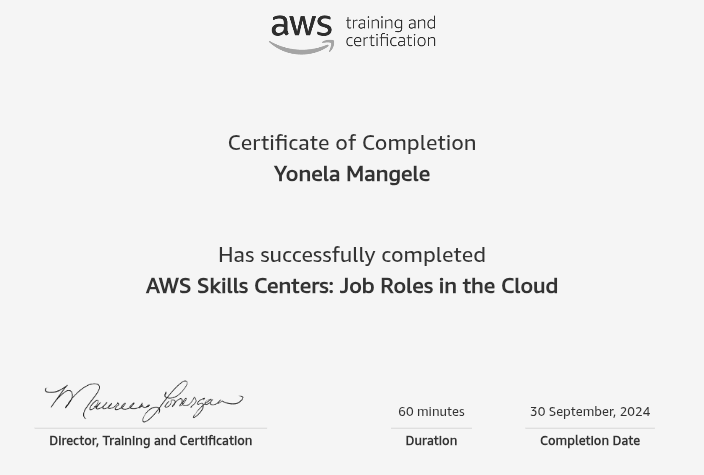 aws training and
certification
Certificate of Completion
Yonela Mangele
Has successfully completed
AWS Skills Centers: Job Roles in the Cloud
Maureen Lonergan
60 minutes
30 September, 2024
Director, Training and Certification
Duration
Completion Date